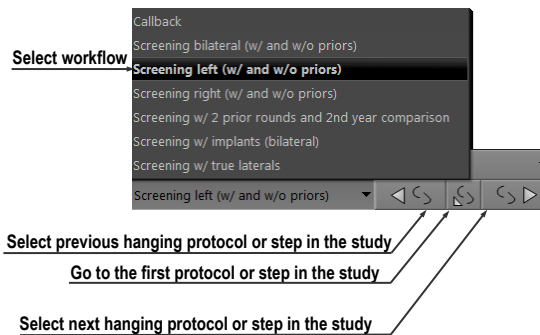 Callback
Screening bilateral (w/ and w/o priors)
Select workflow
Screening left (w/ and w/o priors)
Screening right (w/ and w/o priors)
Screening w/ 2 prior rounds and 2nd year comparison
Screening w/ implants (bilateral)
Screening w/ true laterals
Screening left (w/ and w/o priors)
Select previous hanging protocol or step in the study
Go to the first protocol or step in the study
Select next hanging protocol or step in the study